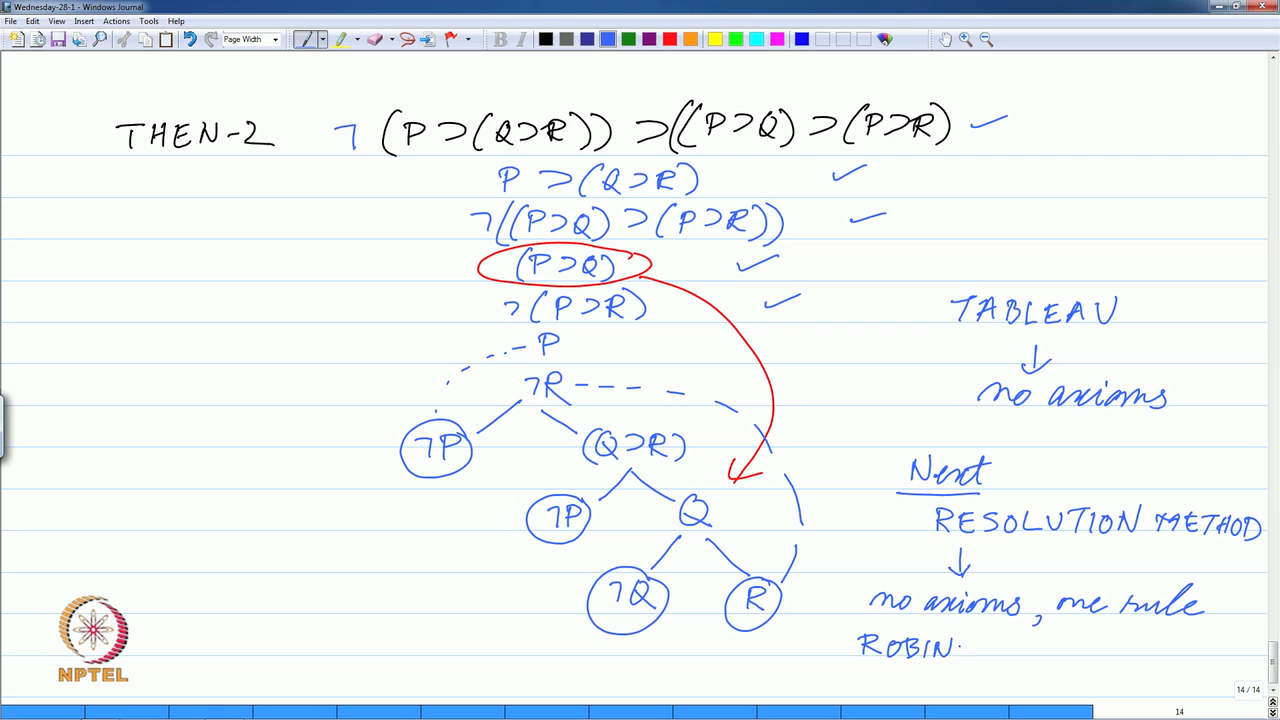 Wednesday-28-1 - Windows Journal
File Edit View Insert Actions Tools Help
Page Width
B I
THEN-2 ¬ (P⊃(Q⊃R)) ⊃((P⊃Q) ⊃(P⊃R) ✓
P ⊃(Q⊃R) ✓
¬((P⊃Q) ⊃(P⊃R)) ✓
(P⊃Q) ✓
¬(P⊃R) ✓
P
¬R
¬P (Q⊃R)
¬P Q
¬Q R
TABLEAU
↓
no axioms
Next
RESOLUTION METHOD
↓
no axioms, one rule
ROBIN
NPTEL
14 / 14
14